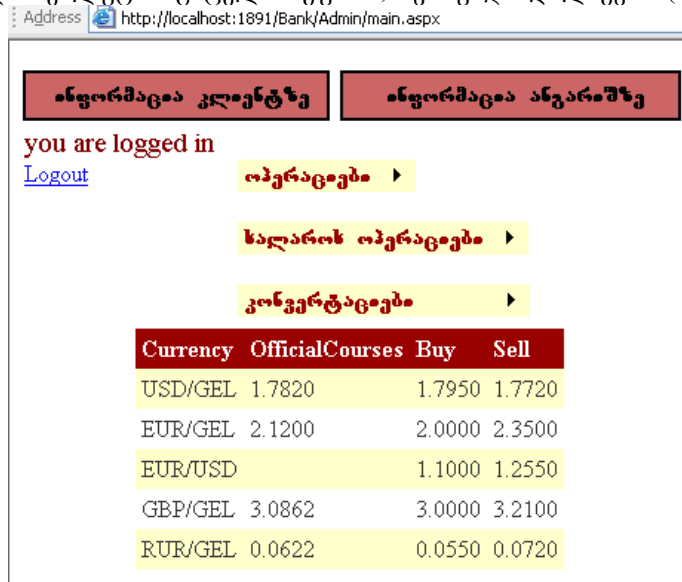 Address http://localhost:1891/Bank/Admin/main.aspx
ინფორმაცია კლიენტზე ინფორმაცია ანგარიშზე
you are logged in
Logout ოპერაციები
სალაროს ოპერაციები
კონვერტაციები
Currency OfficialCourses Buy Sell
USD/GEL 1.7820 1.7950 1.7720
EUR/GEL 2.1200 2.0000 2.3500
EUR/USD 1.1000 1.2550
GBP/GEL 3.0862 3.0000 3.2100
RUR/GEL 0.0622 0.0550 0.0720